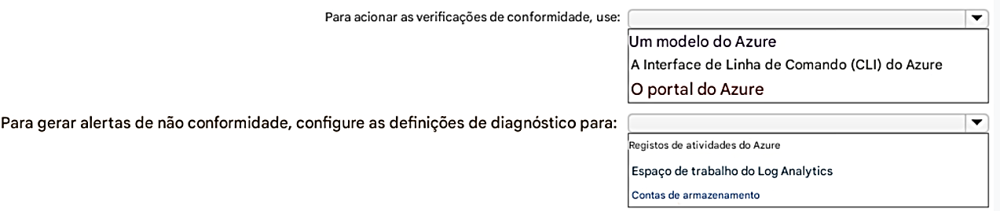 Para acionar as verificações de conformidade, use:
Um modelo do Azure
A Interface de Linha de Comando (CLI) do Azure
O portal do Azure
Para gerar alertas de não conformidade, configure as definições de diagnóstico para:
Registos de atividades do Azure
Espaço de trabalho do Log Analytics
Contas de armazenamento